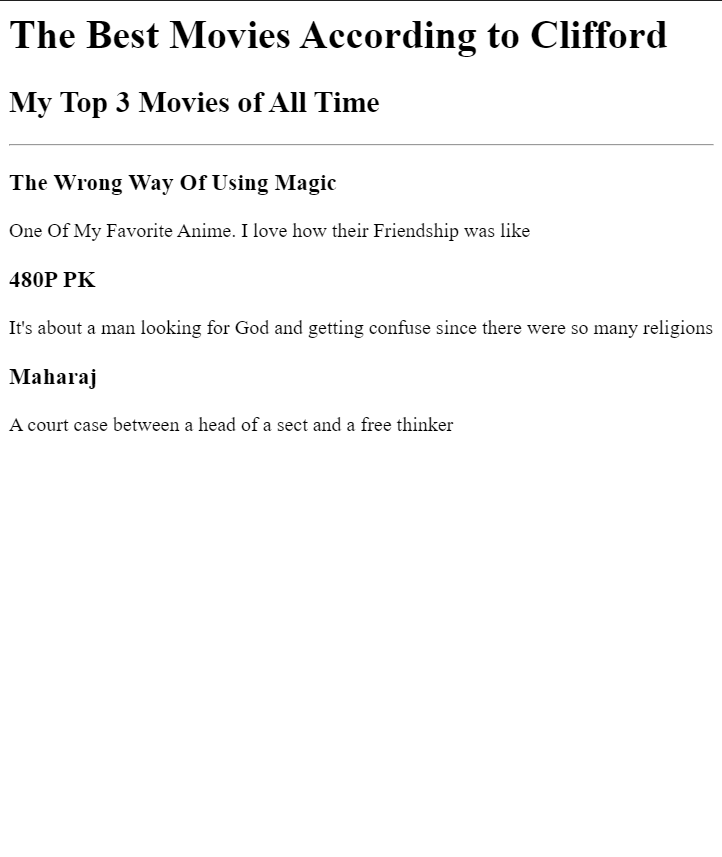 The Best Movies According to Clifford
My Top 3 Movies of All Time
The Wrong Way Of Using Magic
One Of My Favorite Anime. I love how their Friendship was like
480P PK
It's about a man looking for God and getting confuse since there were so many religions
Maharaj
A court case between a head of a sect and a free thinker